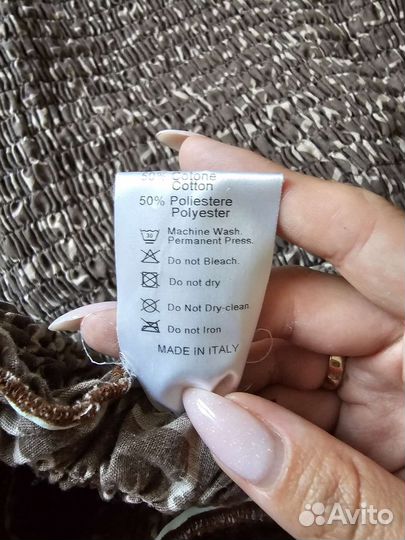 50% Cotone
Cotton
50% Poliestere
Polyester
30
Machine Wash.
Permanent Press.
Do not Bleach.
Do not dry
Do Not Dry-clean.
Do not Iron
MADE IN ITALY
Avito